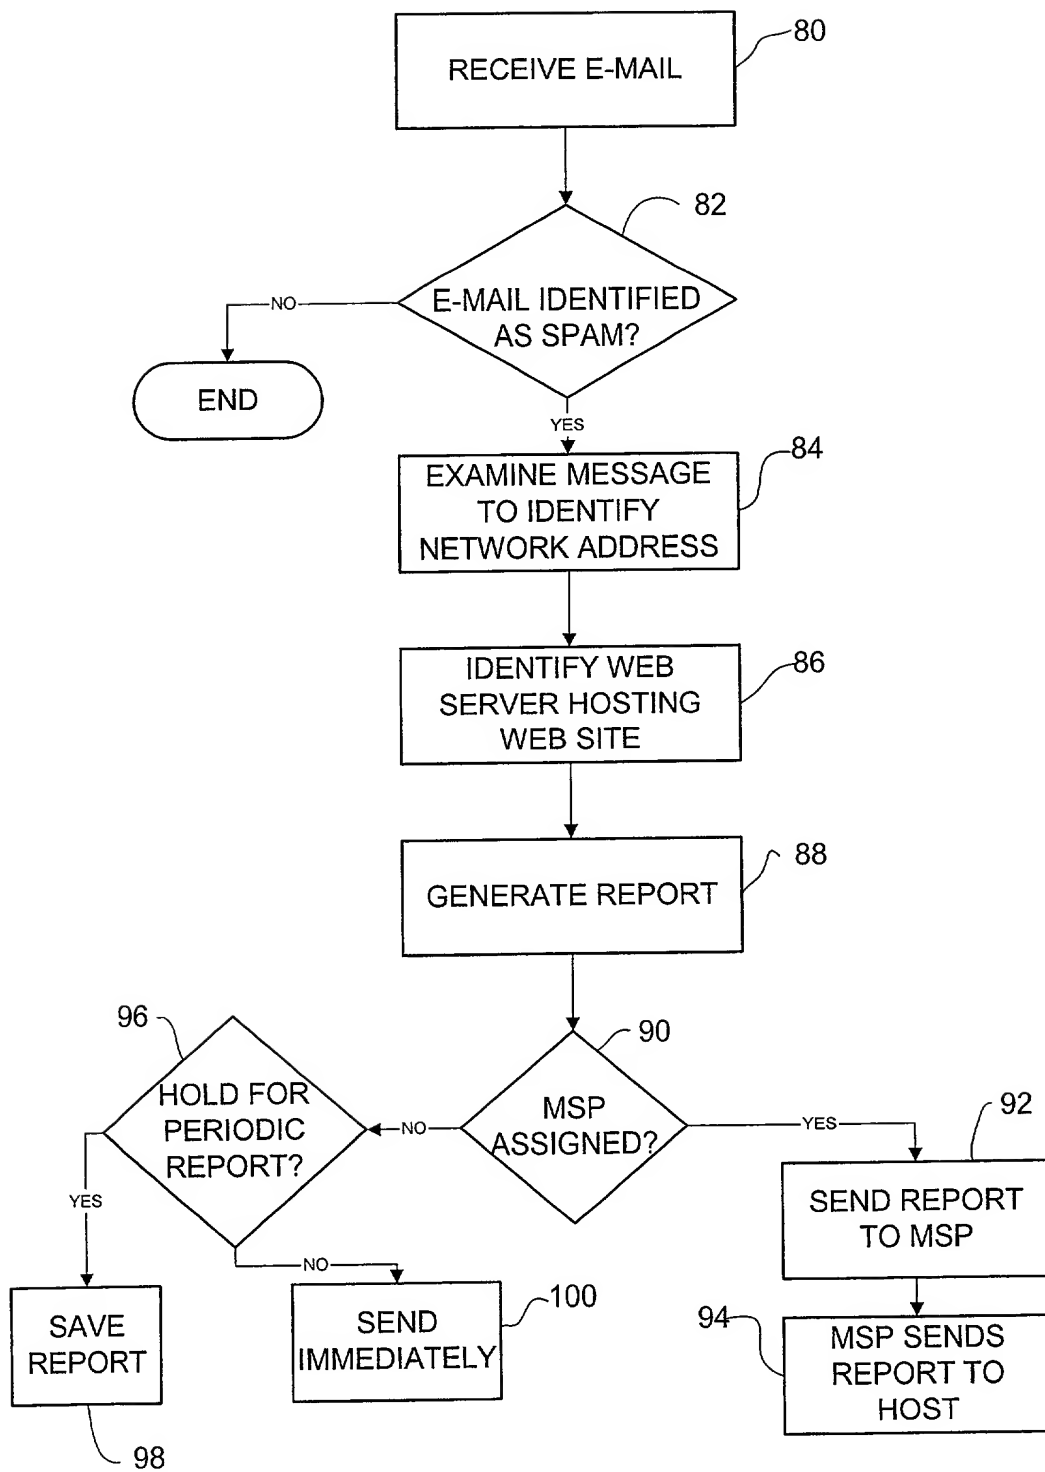 80
RECEIVE E-MAIL
82
E-MAIL IDENTIFIED
AS SPAM?
NO
END
YES
84
EXAMINE MESSAGE
TO IDENTIFY
NETWORK ADDRESS
86
IDENTIFY WEB
SERVER HOSTING
WEB SITE
88
GENERATE REPORT
90
MSP
ASSIGNED?
NO
YES
96
HOLD FOR
PERIODIC
REPORT?
92
SEND REPORT
TO MSP
YES
NO
SAVE
REPORT
98
100
SEND
IMMEDIATELY
94
MSP SENDS
REPORT TO
HOST